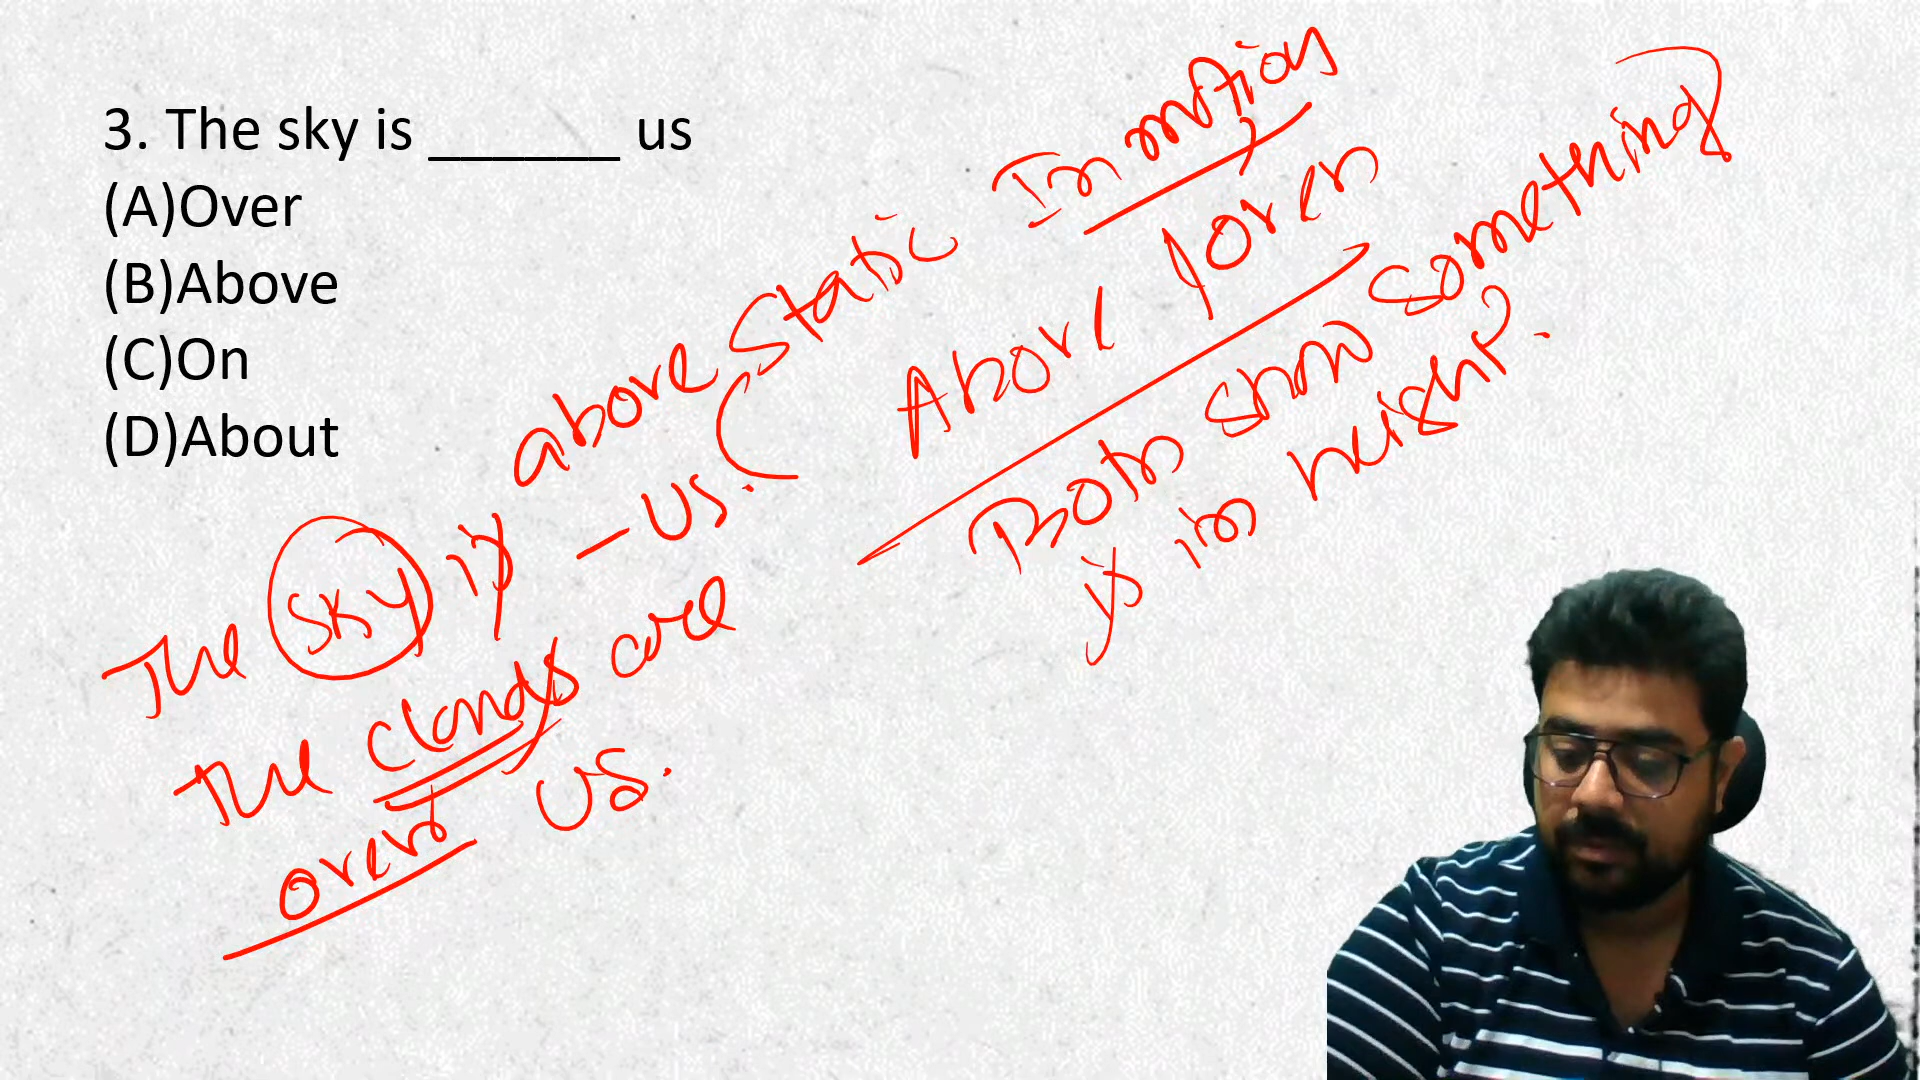 3. The sky is ______ us
(A)Over
(B)Above
(C)On
(D)About
In motion
Static
Above / over
Both show something
is in height.
above
The sky is – us.
The clouds are
over us.